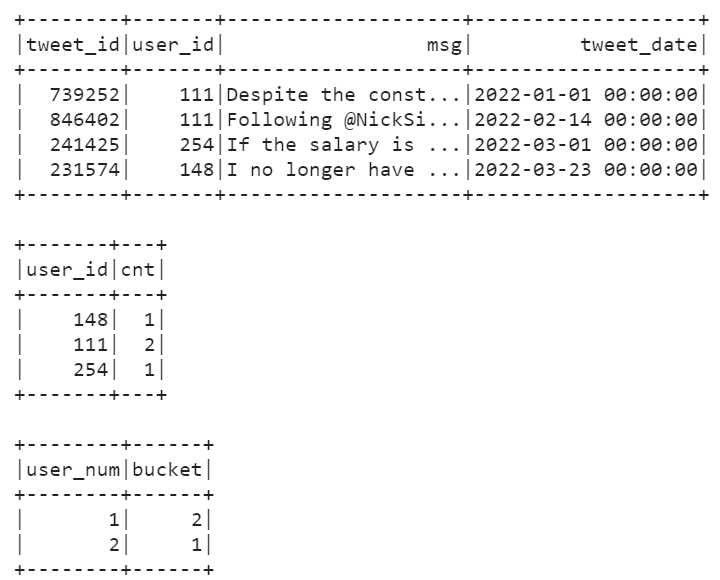 +--------+-------+--------------------+-------------------+
|tweet_id|user_id|                 msg|         tweet_date|
+--------+-------+--------------------+-------------------+
|  739252|    111|Despite the const...|2022-01-01 00:00:00|
|  846402|    111|Following @NickSi...|2022-02-14 00:00:00|
|  241425|    254|If the salary is ...|2022-03-01 00:00:00|
|  231574|    148|I no longer have ...|2022-03-23 00:00:00|
+--------+-------+--------------------+-------------------+
+-------+---+
|user_id|cnt|
+-------+---+
|    148|  1|
|    111|  2|
|    254|  1|
+-------+---+
+--------+------+
|user_num|bucket|
+--------+------+
|       1|     2|
|       2|     1|
+--------+------+